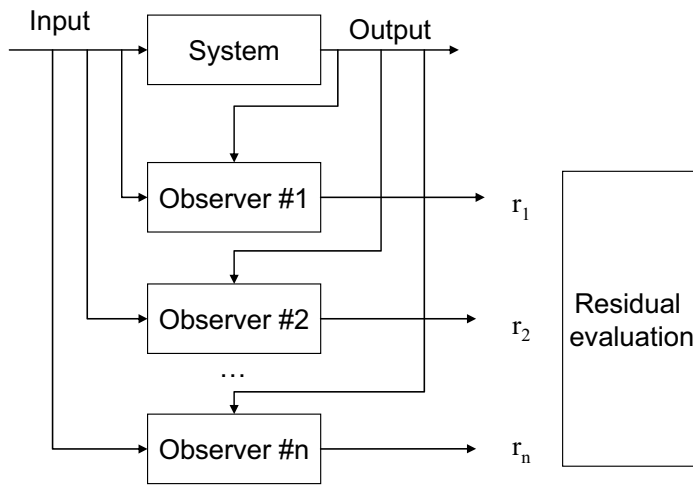 Input
System
Output
Observer #1
r1
Observer #2
r2
Residual
evaluation
...
Observer #n
rn